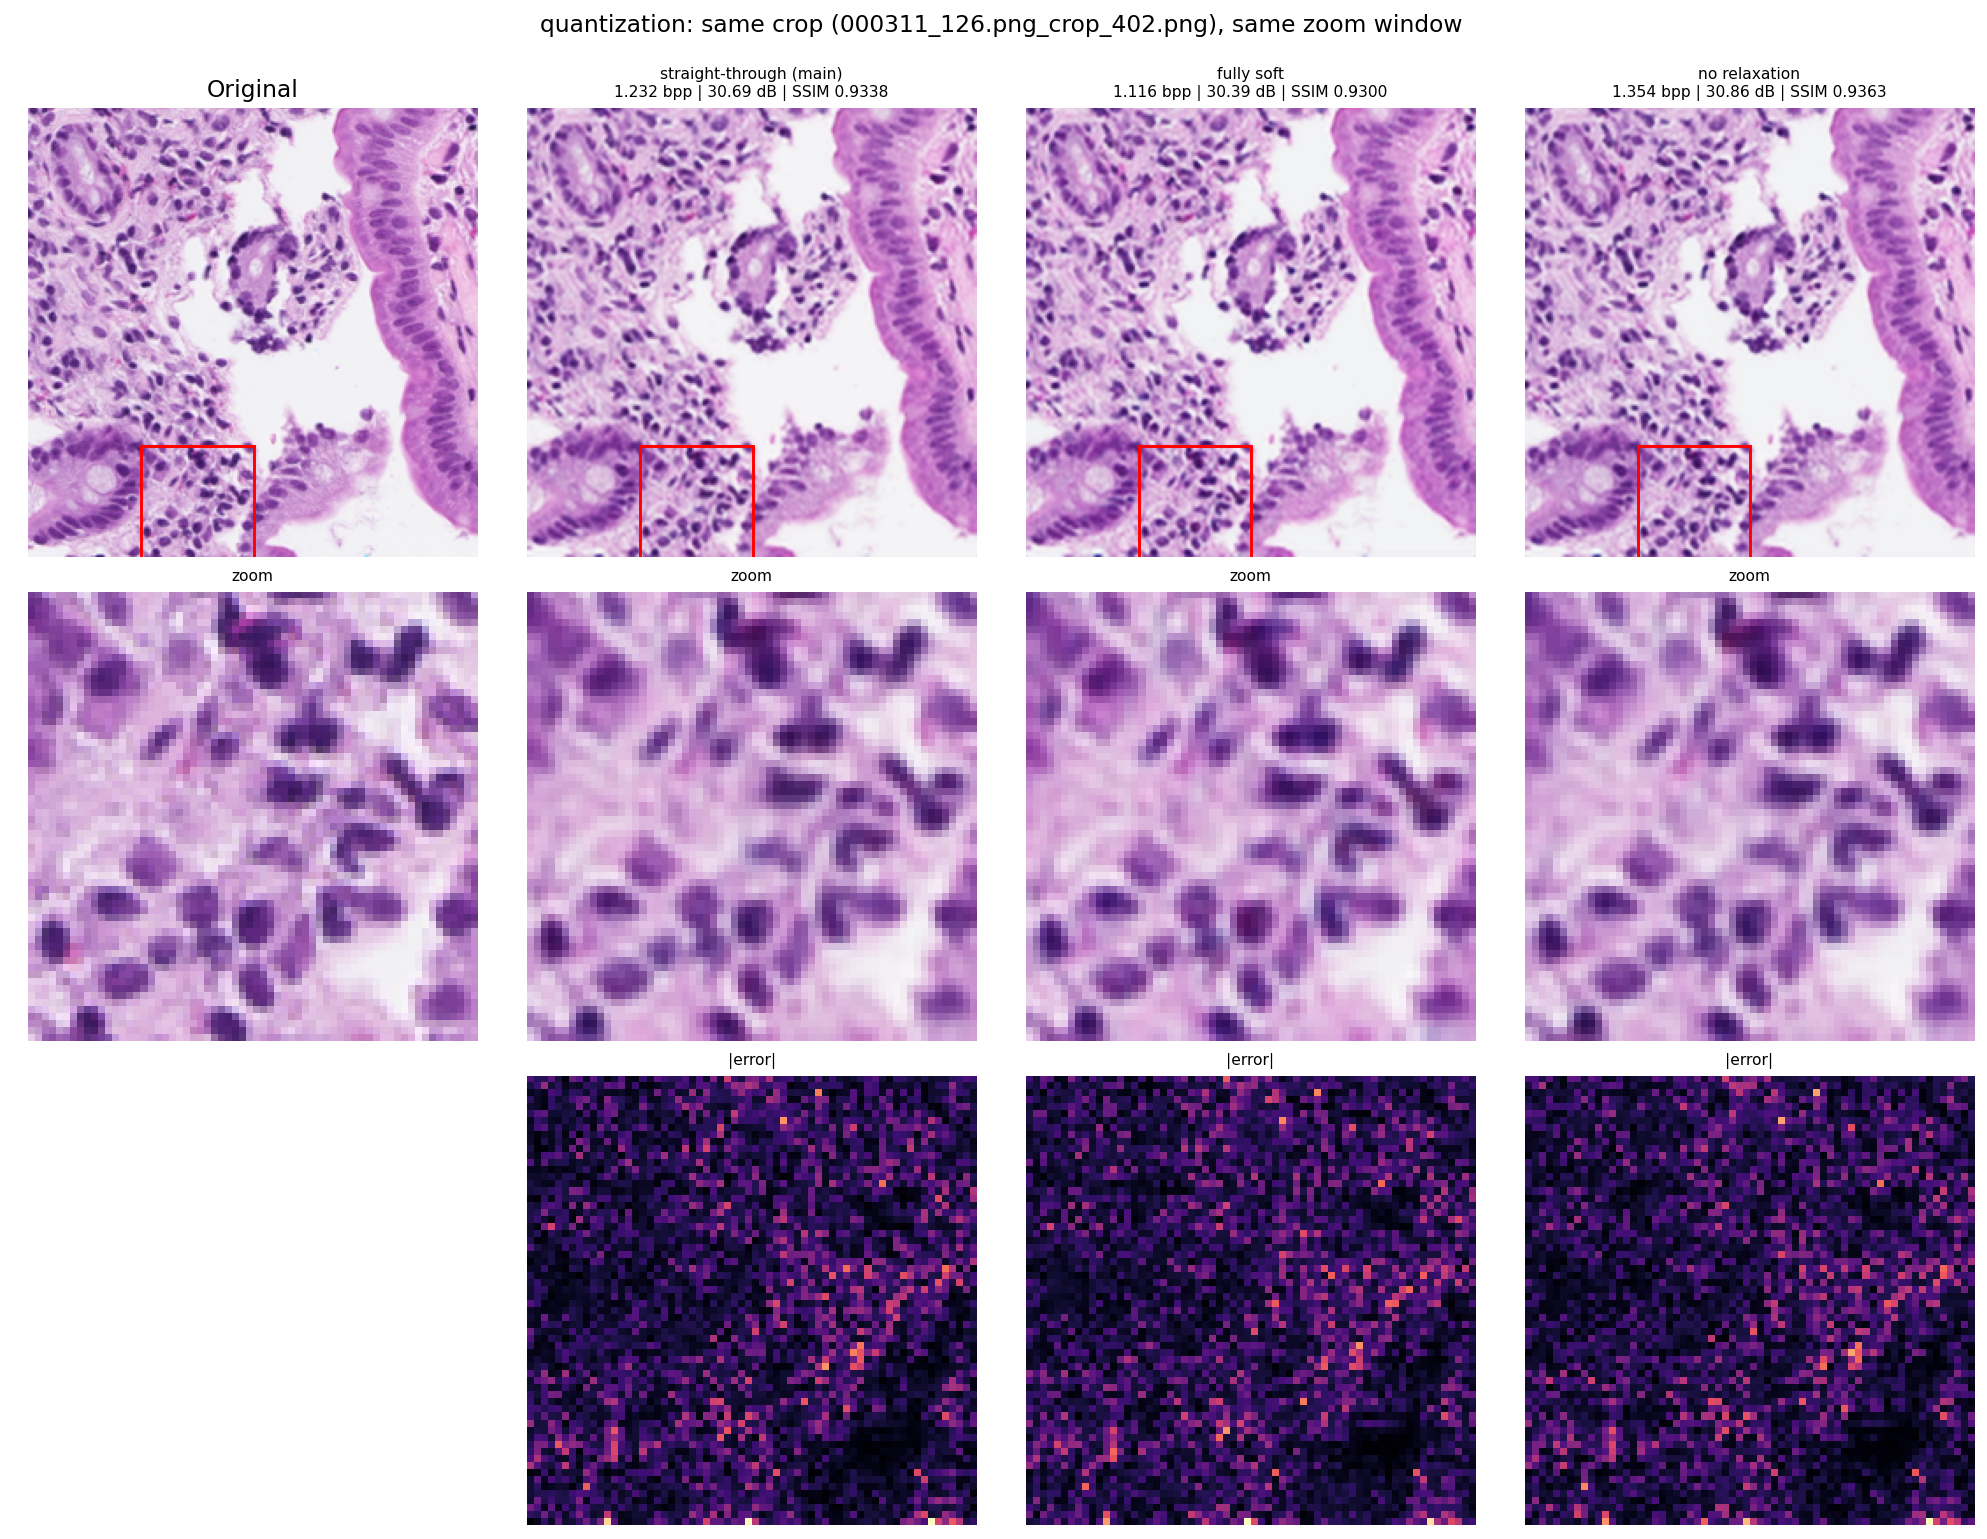 quantization: same crop (000311_126.png_crop_402.png), same zoom window
Original
straight-through (main)
1.232 bpp | 30.69 dB | SSIM 0.9338
fully soft
1.116 bpp | 30.39 dB | SSIM 0.9300
no relaxation
1.354 bpp | 30.86 dB | SSIM 0.9363
zoom
zoom
zoom
zoom
|error|
|error|
|error|